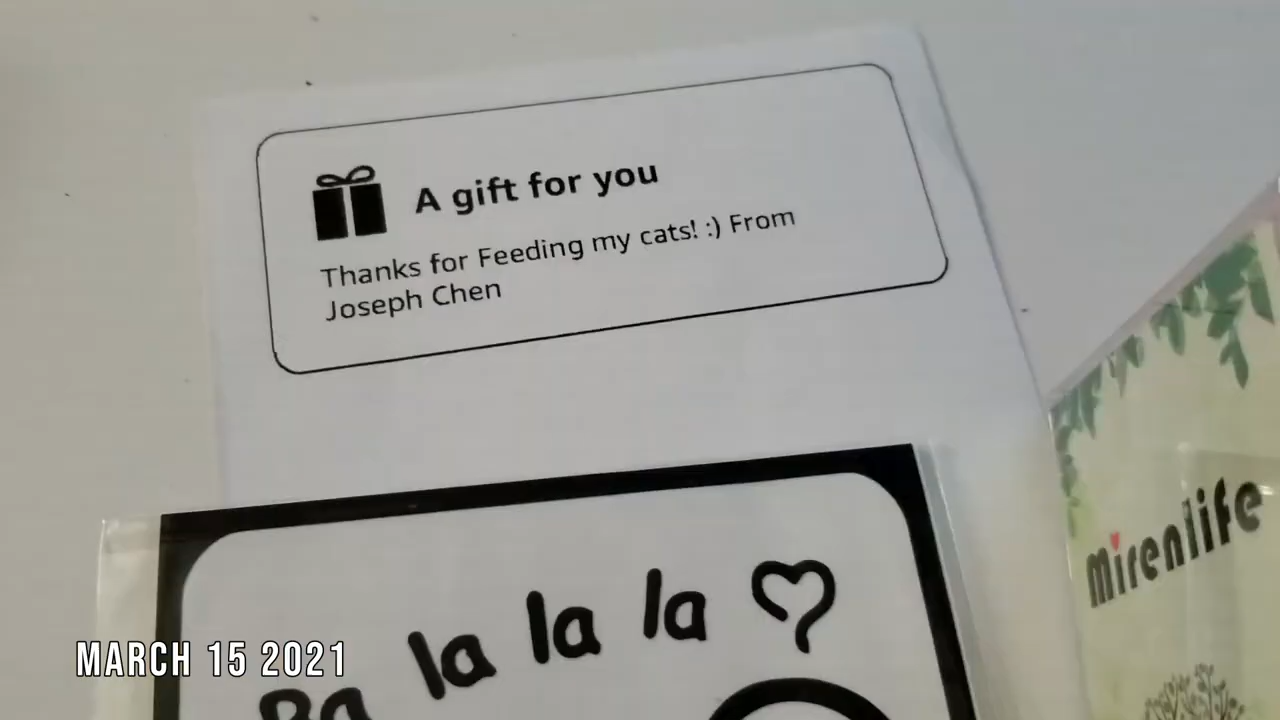 A gift for you
Thanks for Feeding my cats! :) From
Joseph Chen
la la la
mirenlife
MARCH 15 2021